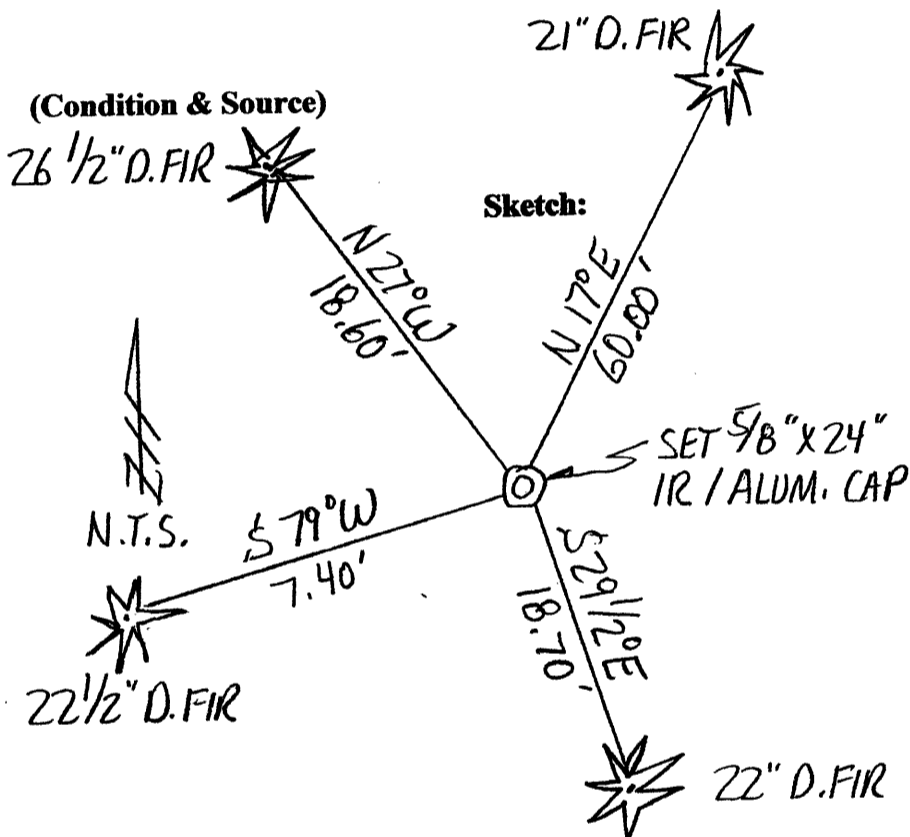 21" D.FIR
(Condition & Source)
26 1/2" D.FIR
Sketch:
N 27°W
18.60'
N 17°E
60.00'
SET 5/8" X 24"
IR / ALUM. CAP
N
N.T.S.
S 79°W
7.40'
S 29 1/2°E
18.70'
22 1/2" D.FIR
22" D.FIR